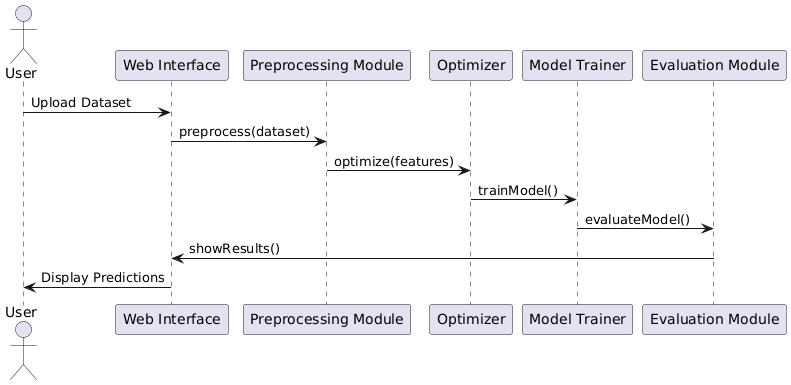 User
Web Interface
Preprocessing Module
Optimizer
Model Trainer
Evaluation Module
Upload Dataset
preprocess(dataset)
optimize(features)
trainModel()
evaluateModel()
showResults()
Display Predictions
User
Web Interface
Preprocessing Module
Optimizer
Model Trainer
Evaluation Module